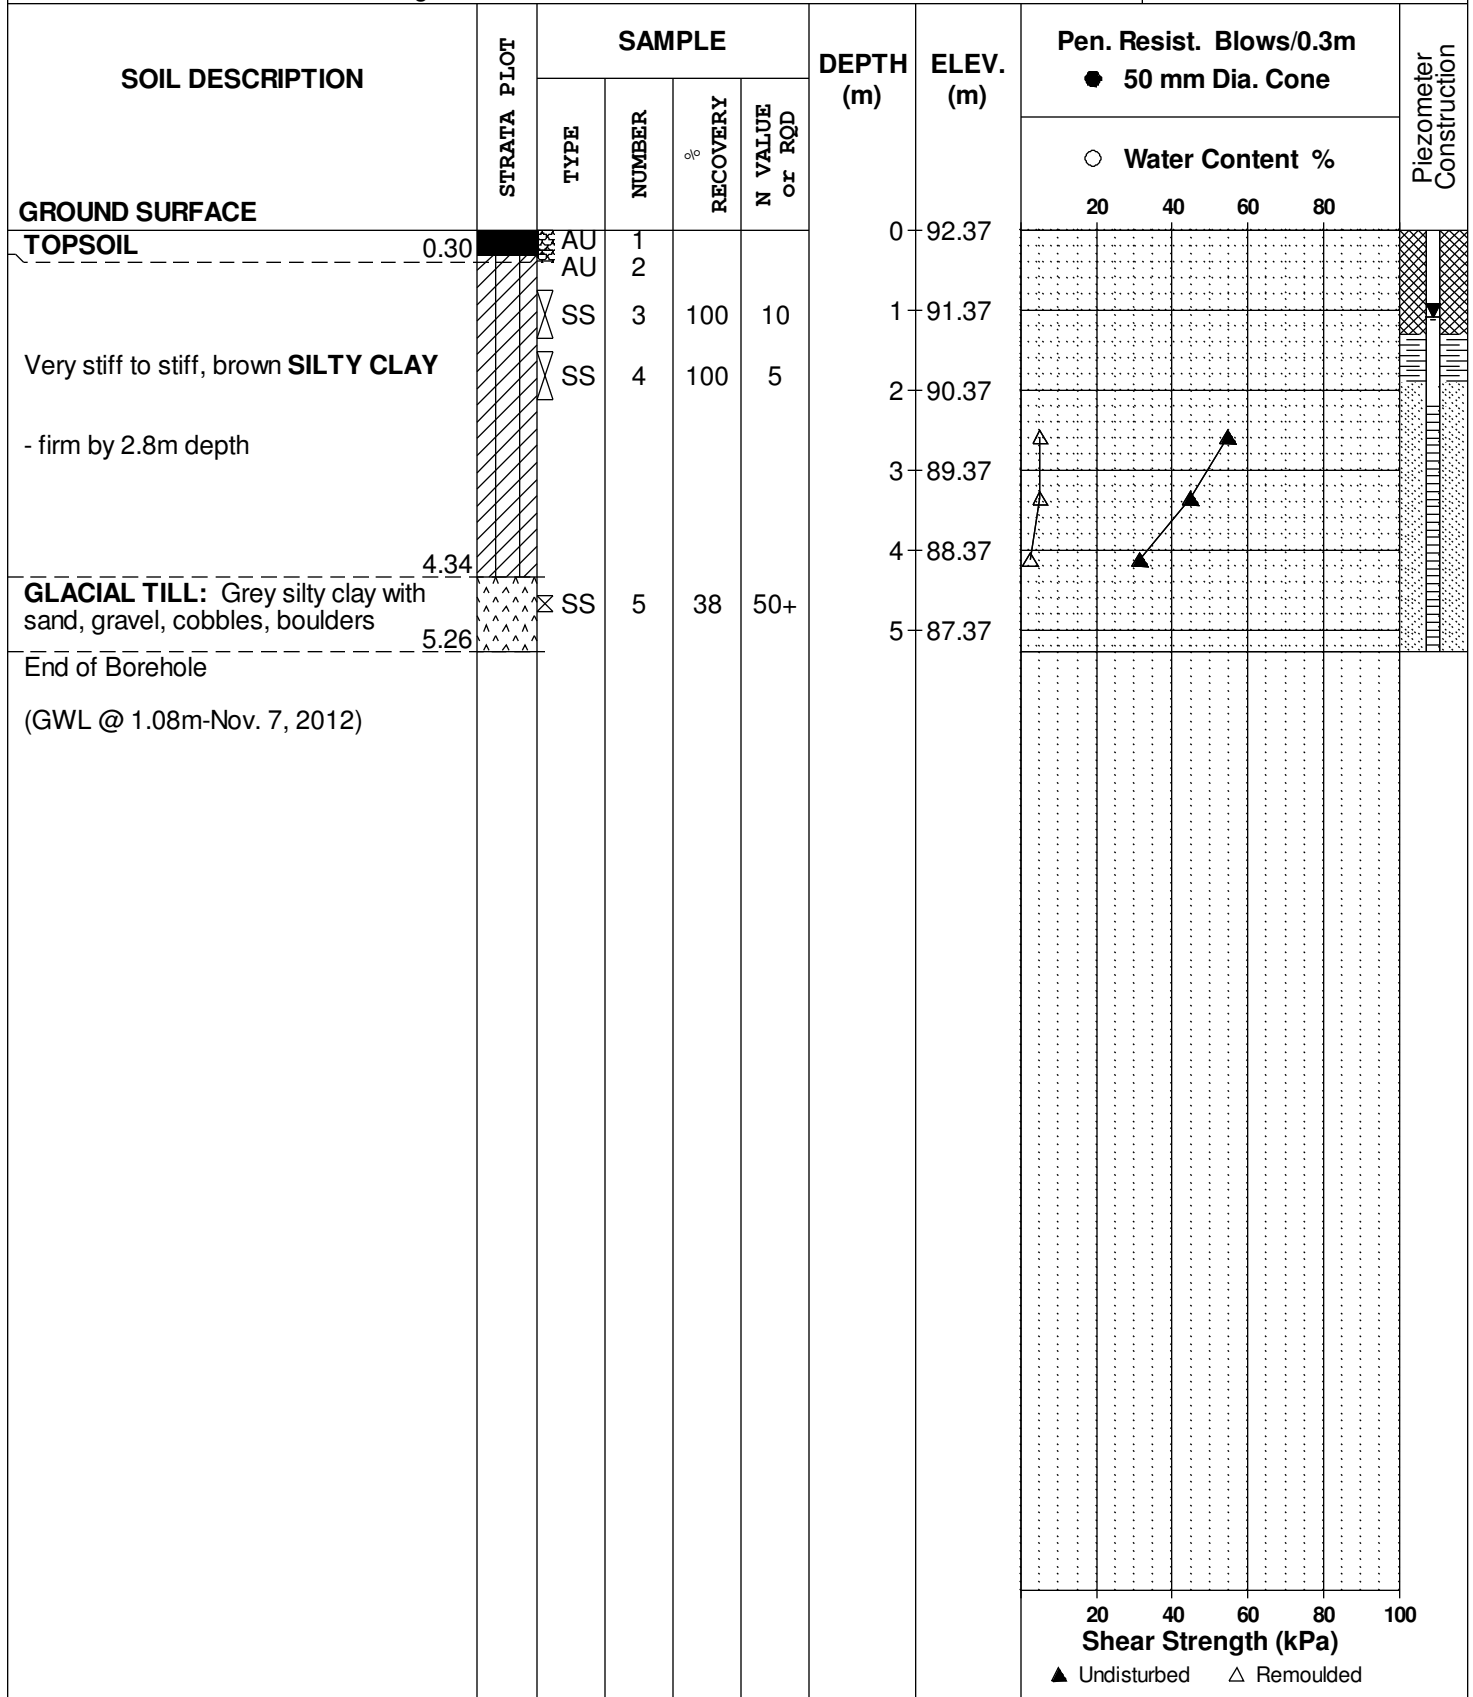 SOIL DESCRIPTION
GROUND SURFACE
STRATA PLOT
SAMPLE
TYPE
NUMBER
%
RECOVERY
N VALUE
or RQD
DEPTH
(m)
ELEV.
(m)
Pen. Resist. Blows/0.3m
● 50 mm Dia. Cone
○ Water Content %
20 40 60 80
Piezometer
Construction
TOPSOIL 0.30
AU 1
AU 2
SS 3 100 10
SS 4 100 5
Very stiff to stiff, brown SILTY CLAY
- firm by 2.8m depth
4.34
GLACIAL TILL: Grey silty clay with
sand, gravel, cobbles, boulders
5.26
SS 5 38 50+
End of Borehole
(GWL @ 1.08m-Nov. 7, 2012)
0 92.37
1 91.37
2 90.37
3 89.37
4 88.37
5 87.37
20 40 60 80 100
Shear Strength (kPa)
▲ Undisturbed △ Remoulded